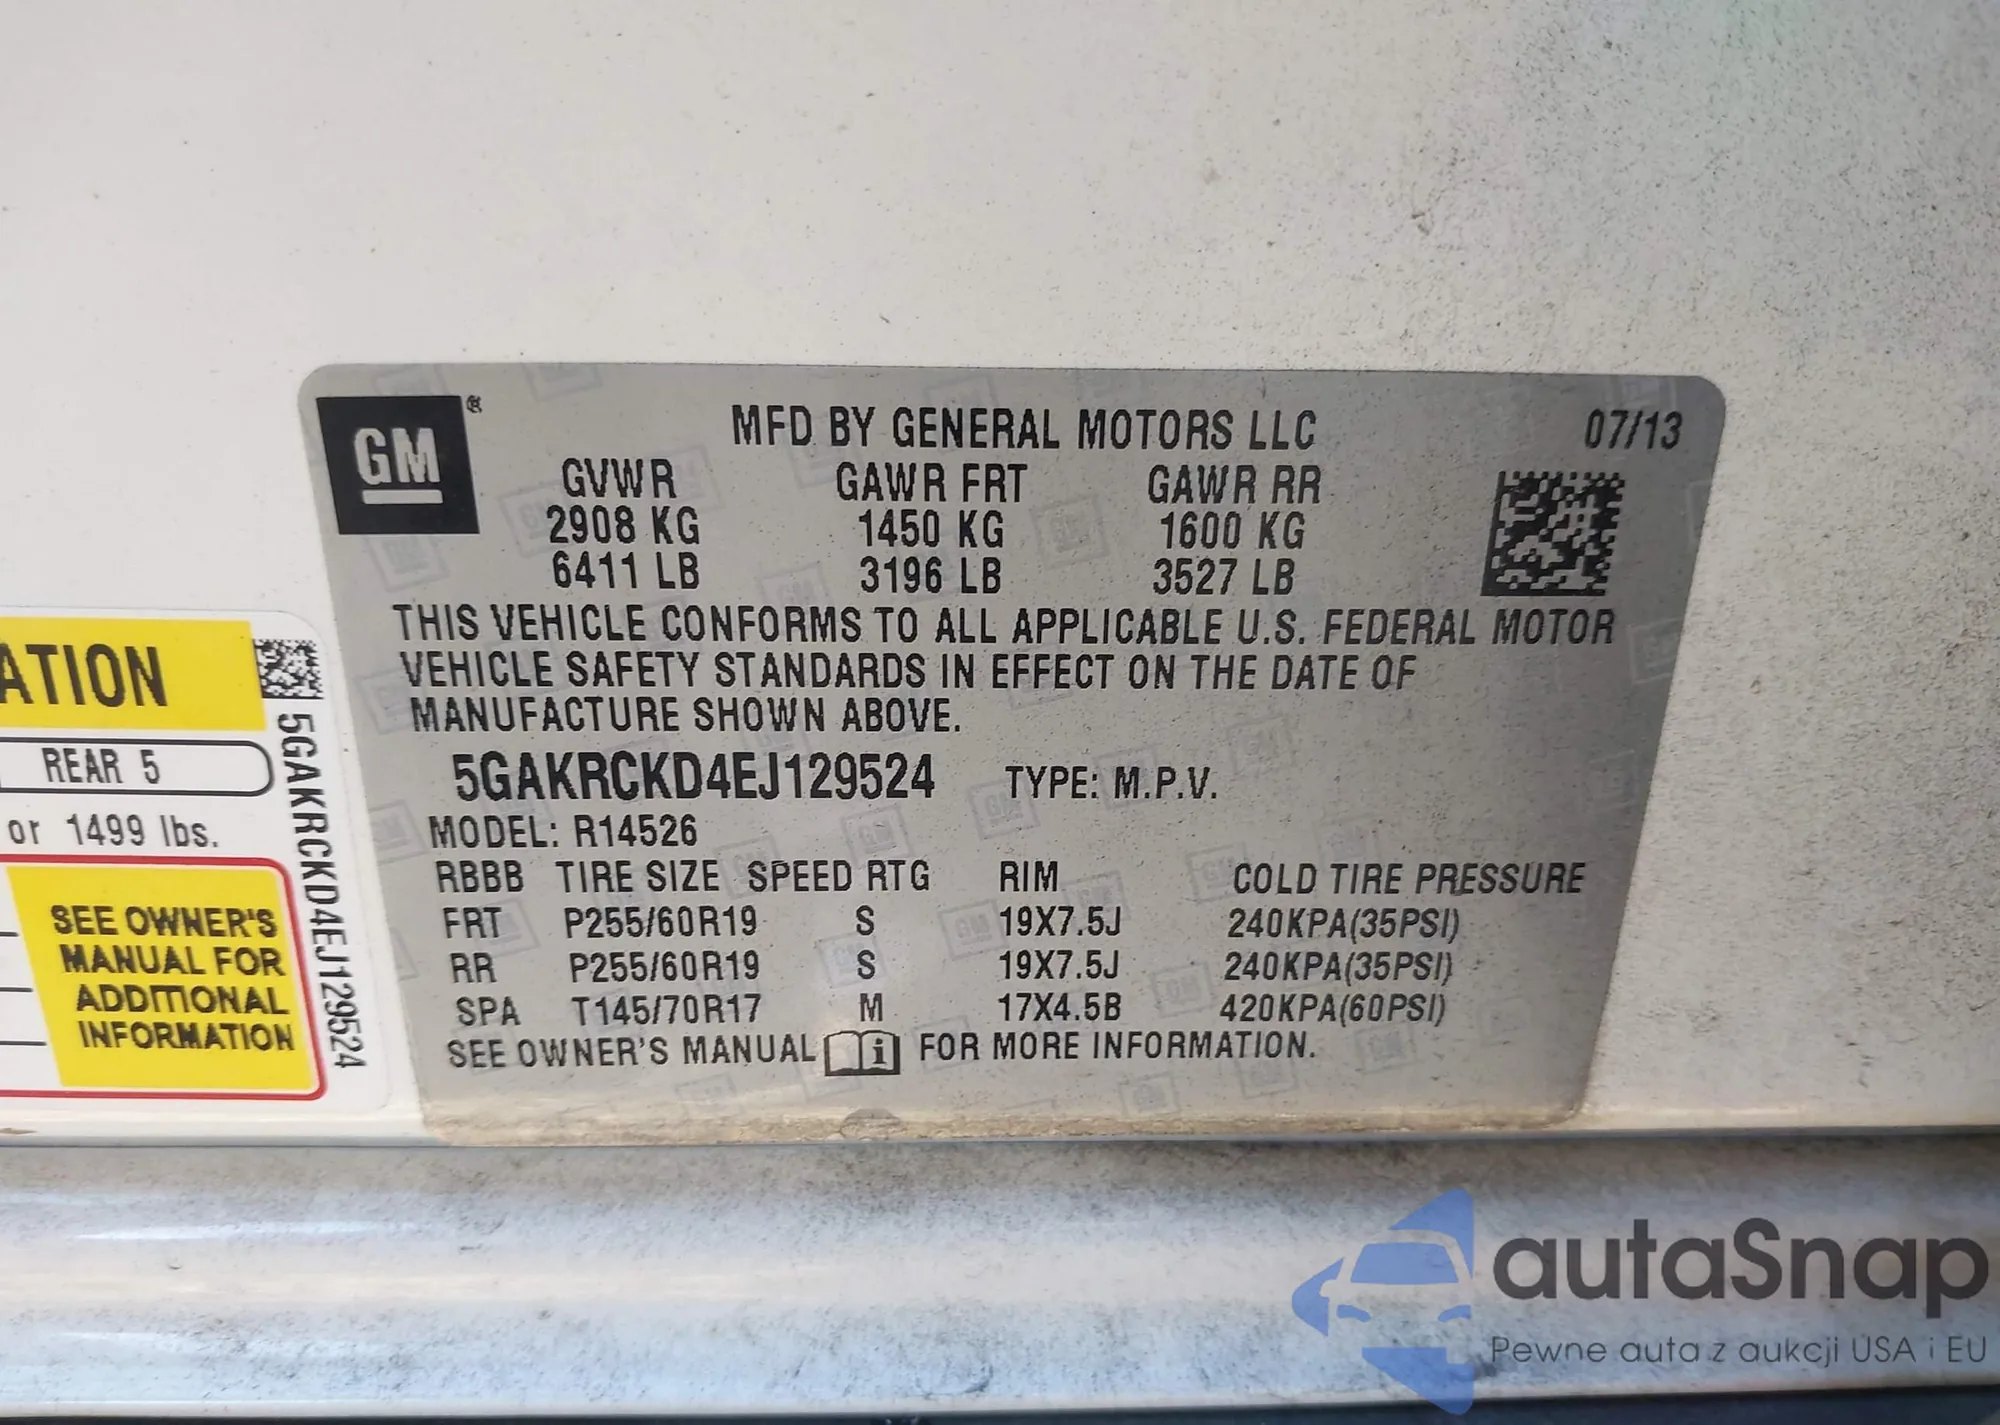 GM ®
MFD BY GENERAL MOTORS LLC 07/13
GVWR GAWR FRT GAWR RR
2908 KG 1450 KG 1600 KG
6411 LB 3196 LB 3527 LB
THIS VEHICLE CONFORMS TO ALL APPLICABLE U.S. FEDERAL MOTOR
VEHICLE SAFETY STANDARDS IN EFFECT ON THE DATE OF
MANUFACTURE SHOWN ABOVE.
5GAKRCKD4EJ129524 TYPE: M.P.V.
MODEL: R14526
RBBB TIRE SIZE SPEED RTG RIM COLD TIRE PRESSURE
FRT P255/60R19 S 19X7.5J 240KPA(35PSI)
RR P255/60R19 S 19X7.5J 240KPA(35PSI)
SPA T145/70R17 M 17X4.5B 420KPA(60PSI)
SEE OWNER'S MANUAL i FOR MORE INFORMATION.
ATION
REAR 5
or 1499 lbs.
SEE OWNER'S
MANUAL FOR
ADDITIONAL
INFORMATION
5GAKRCKD4EJ129524
autaSnap
Pewne auta z aukcji USA i EU